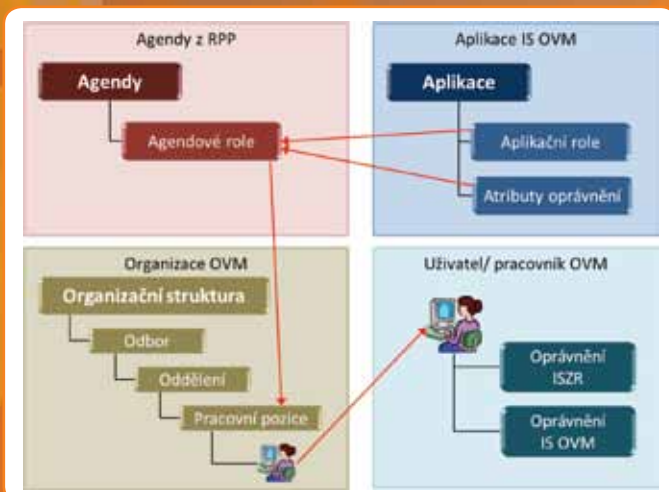 Agendy z RPP
Agendy
Agendové role
Aplikace IS OVM
Aplikace
Aplikační role
Atributy oprávnění
Organizace OVM
Organizační struktura
Odbor
Oddělení
Pracovní pozice
Uživatel/ pracovník OVM
Oprávnění
ISZR
Oprávnění
IS OVM